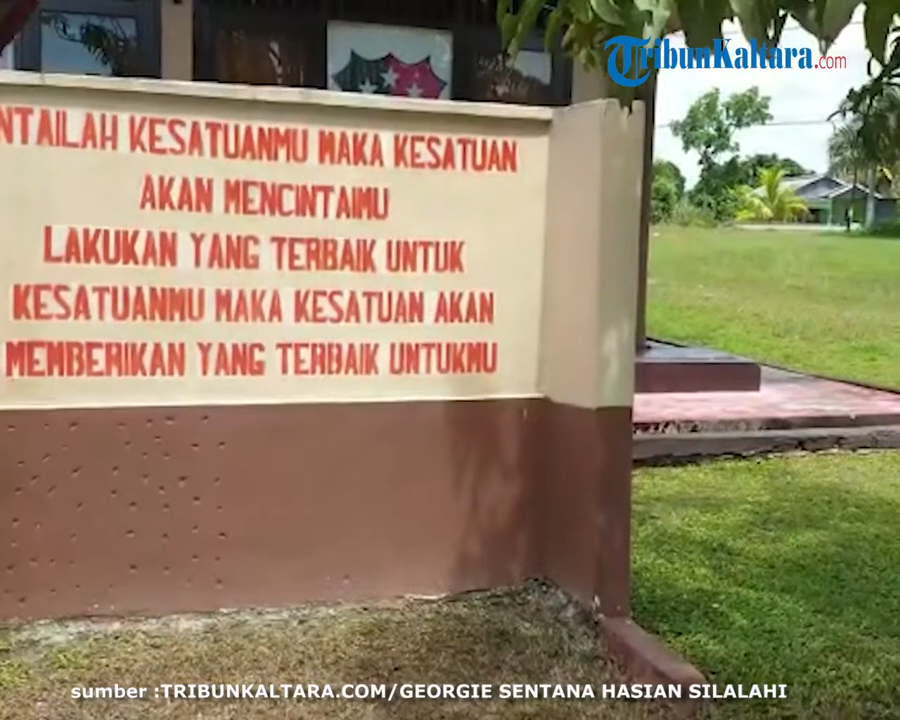 TribunKaltara.com
NTAILAH KESATUANMU MAKA KESATUAN
AKAN MENCINTAIMU
LAKUKAN YANG TERBAIK UNTUK
KESATUANMU MAKA KESATUAN AKAN
MEMBERIKAN YANG TERBAIK UNTUKMU
sumber :TRIBUNKALTARA.COM/GEORGIE SENTANA HASIAN SILALAHI